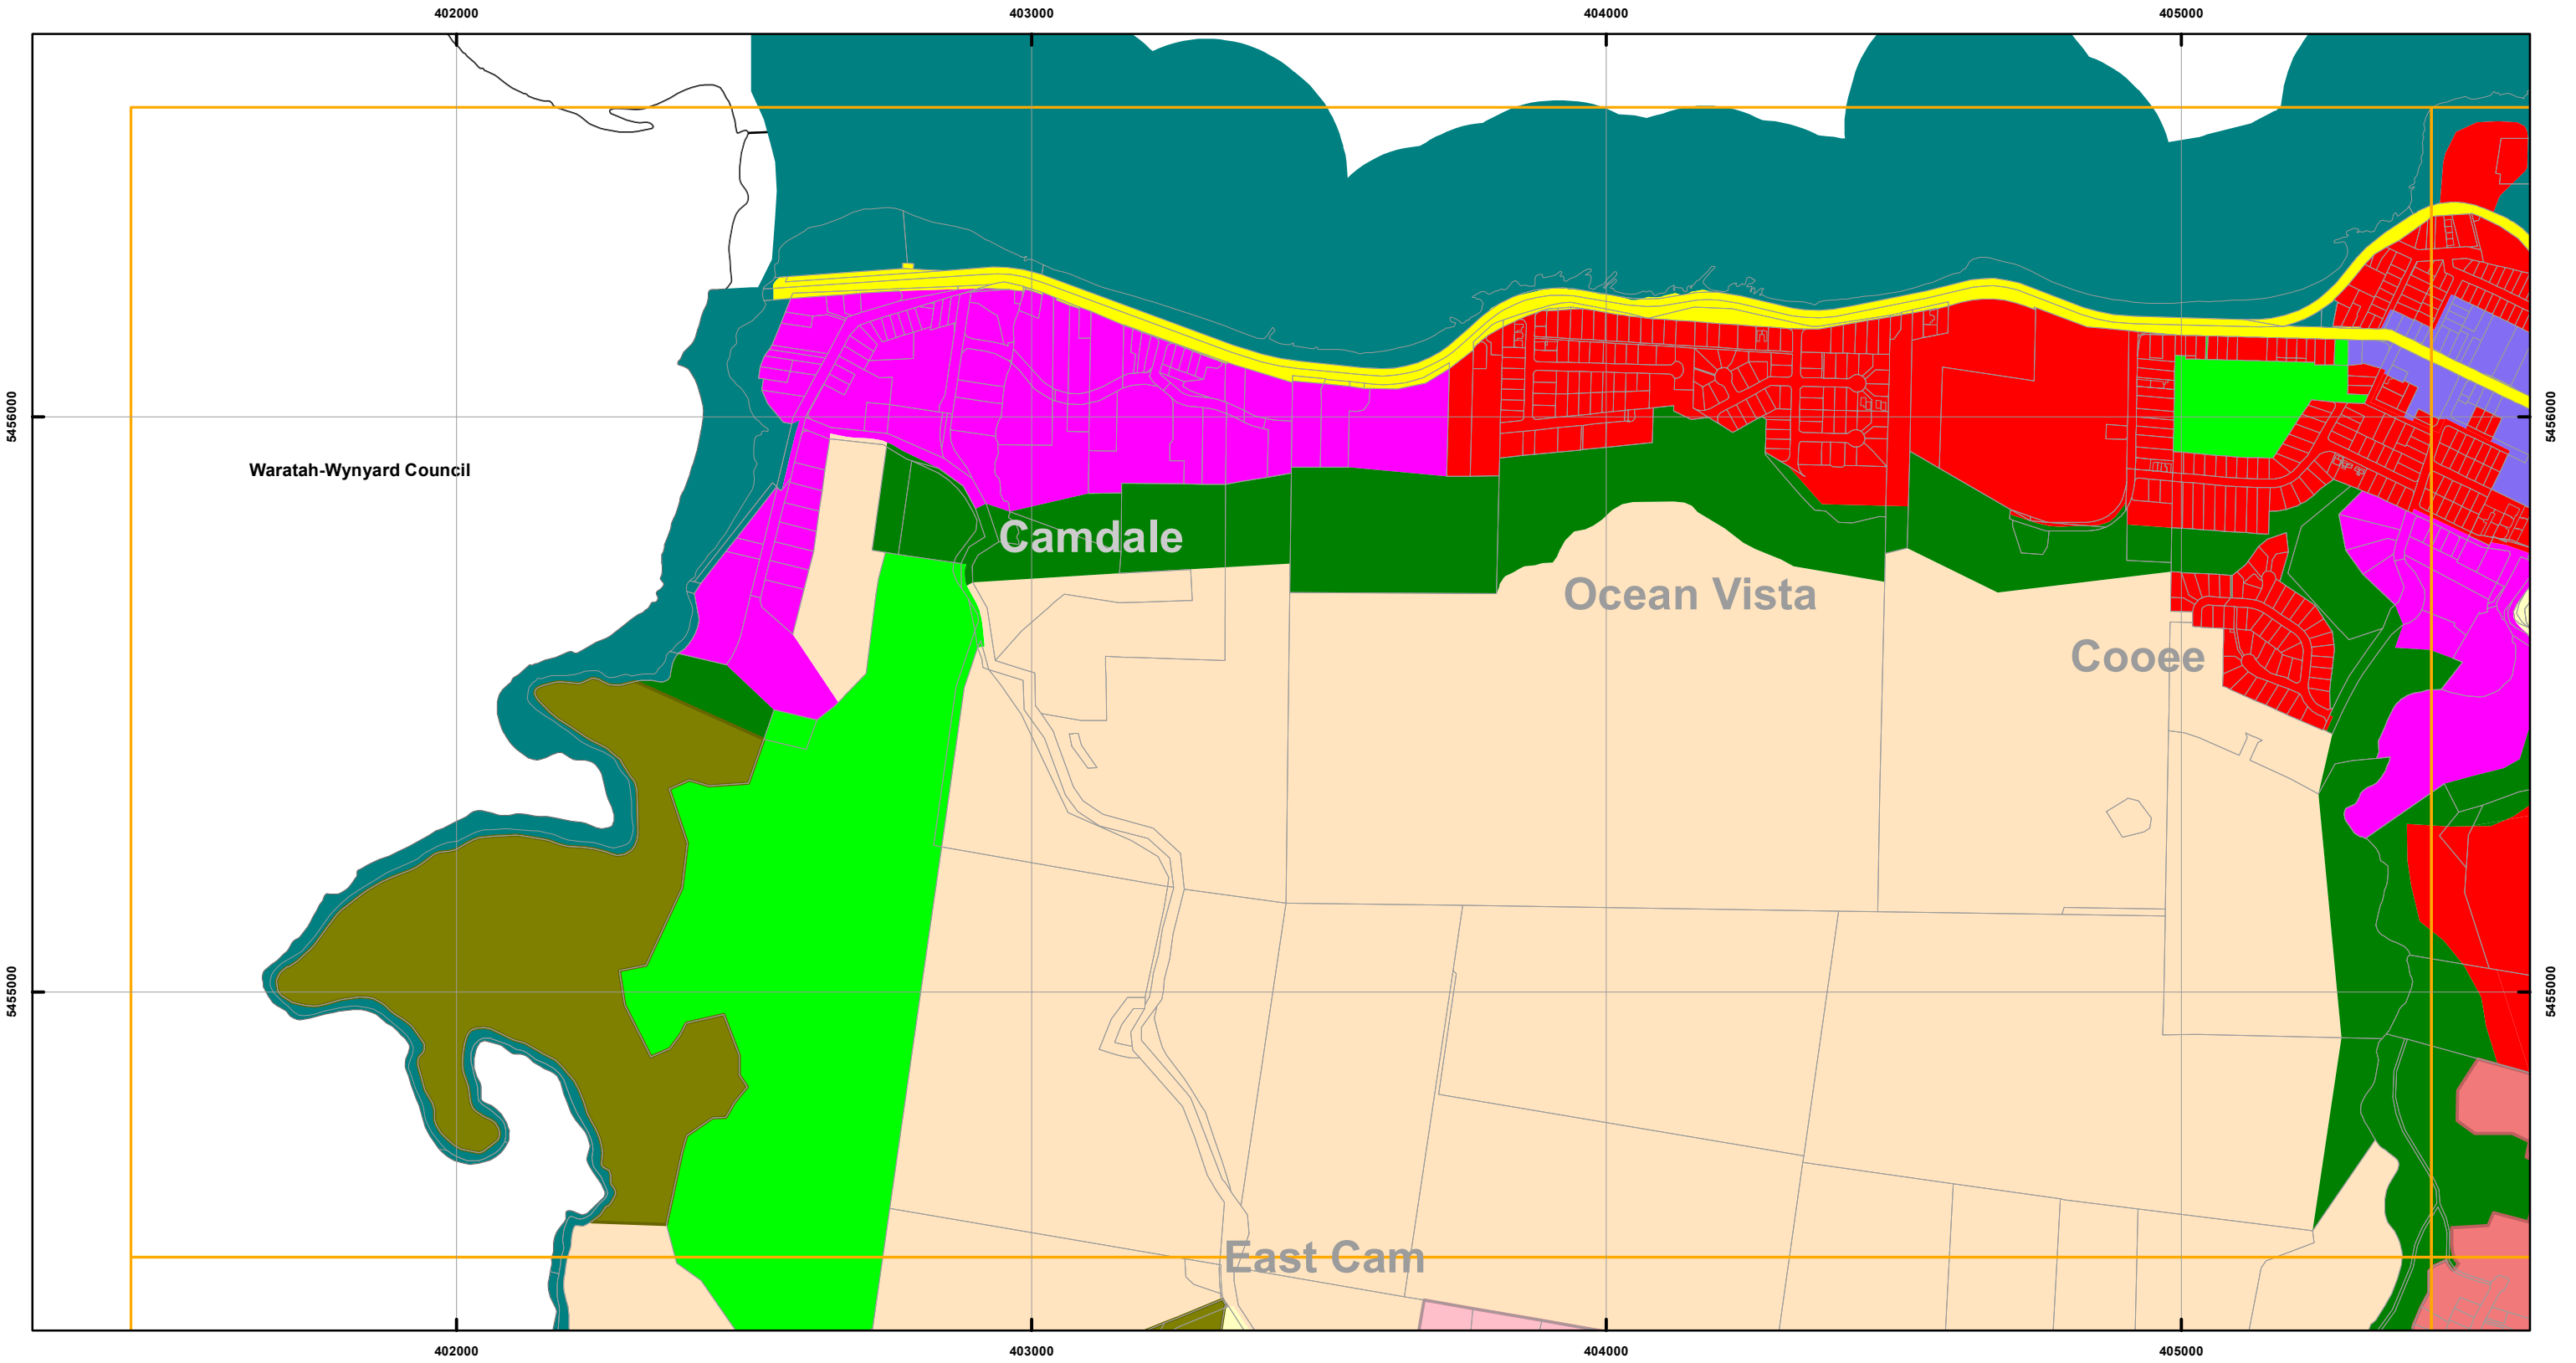 402000 403000 404000 405000
5456000 5456000
Waratah-Wynyard Council
Camdale
Ocean Vista
Cooee
5455000 5455000
East Cam
402000 403000 404000 405000